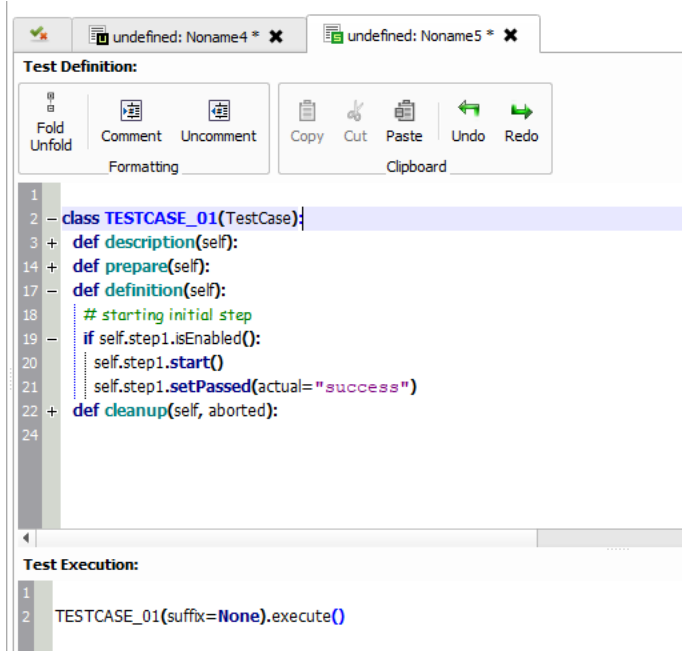 undefined: Noname4 * undefined: Noname5 *
Test Definition:
Fold Unfold Comment Uncomment Copy Cut Paste Undo Redo
Formatting Clipboard
1
2 class TESTCASE_01(TestCase):
3 def description(self):
14 def prepare(self):
17 def definition(self):
18 # starting initial step
19 if self.step1.isEnabled():
20 self.step1.start()
21 self.step1.setPassed(actual="success")
22 def cleanup(self, aborted):
24
Test Execution:
1
2 TESTCASE_01(suffix=None).execute()